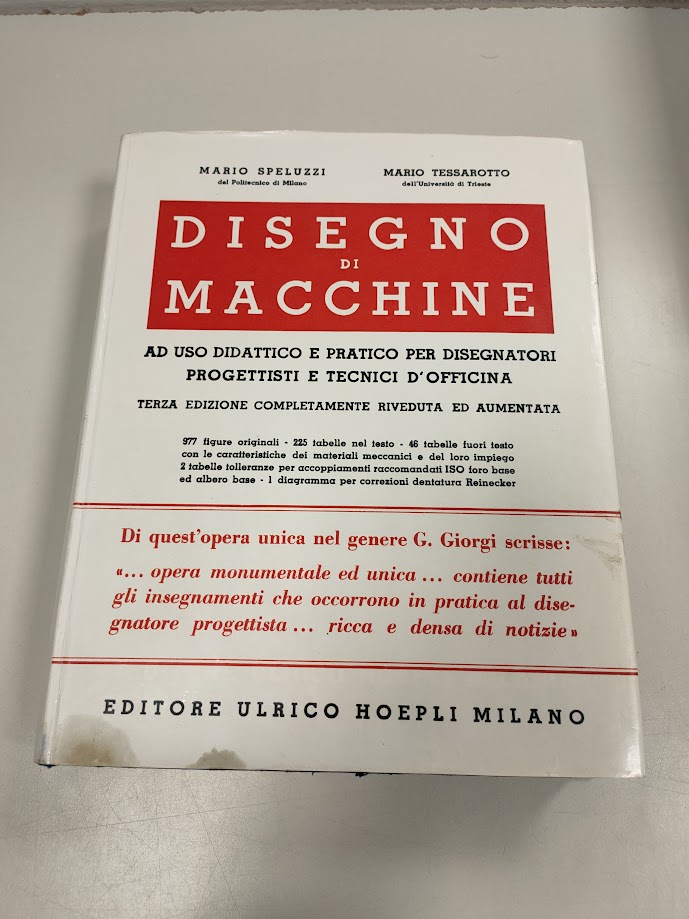 MARIO SPELUZZI
del Politecnico di Milano
MARIO TESSAROTTO
dell'Università di Trieste
DISEGNO
DI
MACCHINE
AD USO DIDATTICO E PRATICO PER DISEGNATORI
PROGETTISTI E TECNICI D'OFFICINA
TERZA EDIZIONE COMPLETAMENTE RIVEDUTA ED AUMENTATA
977 figure originali - 225 tabelle nel testo - 46 tabelle fuori testo
con le caratteristiche dei materiali meccanici e del loro impiego
2 tabelle tolleranze per accoppiamenti raccomandati ISO foro base
ed albero base - 1 diagramma per correzioni dentatura Reinecker
Di quest'opera unica nel genere G. Giorgi scrisse:
«... opera monumentale ed unica ... contiene tutti
gli insegnamenti che occorrono in pratica al dise-
gnatore progettista ... ricca e densa di notizie»
EDITORE ULRICO HOEPLI MILANO